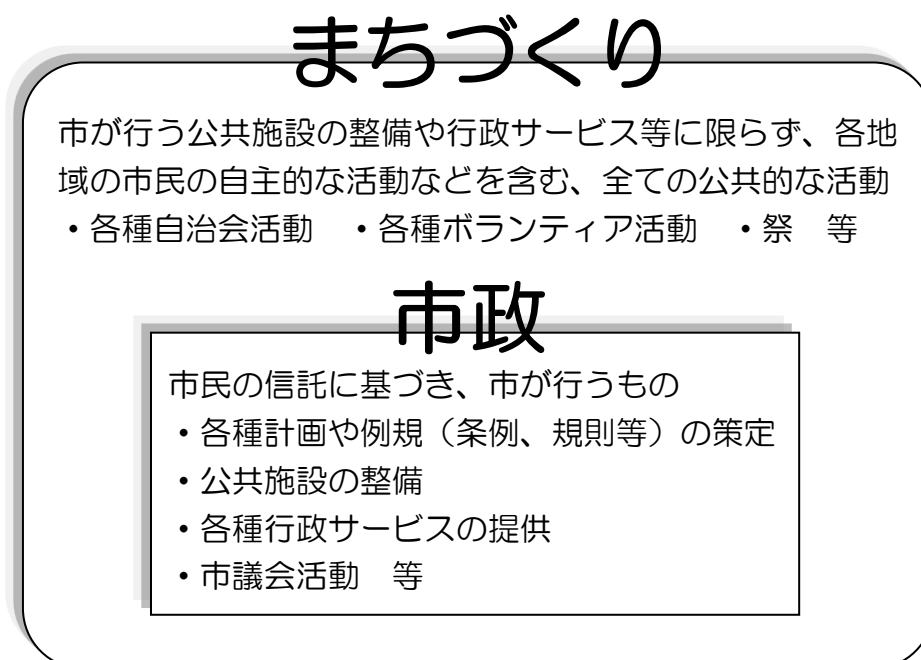 まちづくり
市が行う公共施設の整備や行政サービス等に限らず、各地
域の市民の自主的な活動などを含む、全ての公共的な活動
・各種自治会活動　・各種ボランティア活動　・祭　等
市政
市民の信託に基づき、市が行うもの
・各種計画や例規（条例、規則等）の策定
・公共施設の整備
・各種行政サービスの提供
・市議会活動　等